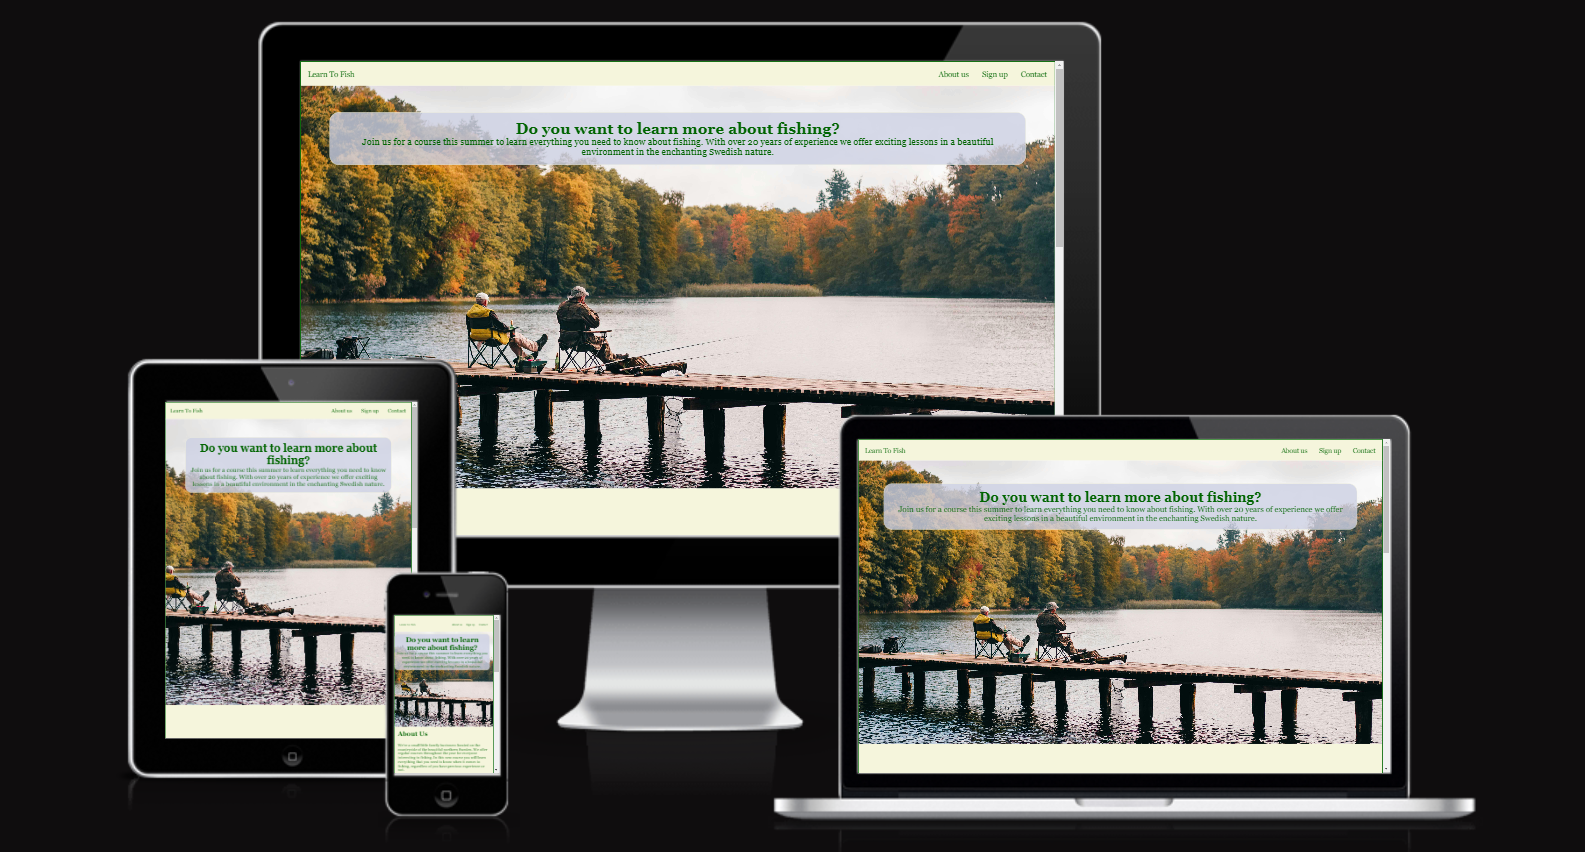 Learn To Fish
About us Sign up Contact
Do you want to learn more about fishing?
Join us for a course this summer to learn everything you need to know about fishing. With over 20 years of experience we offer exciting lessons in a beautiful
environment in the enchanting Swedish nature.
Learn To Fish
About us Sign up Contact
Do you want to learn more about
fishing?
Join us for a course this summer to learn everything you need to know
about fishing. With over 20 years of experience we offer exciting
lessons in a beautiful environment in the enchanting Swedish nature.
Learn To Fish
About us Sign up Contact
Do you want to learn more about fishing?
Join us for a course this summer to learn everything you need to know about fishing. With over 20 years of experience we offer
exciting lessons in a beautiful environment in the enchanting Swedish nature.
Do you want to learn
more about fishing?
About Us